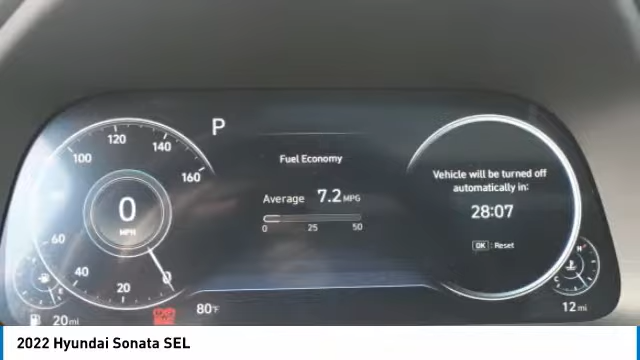 120
100
140
160
0
MPH
60
40
20
0
E
P
Fuel Economy
Average 7.2 MPG
0 25 50
Vehicle will be turned off
automatically in:
28:07
OK : Reset
H
C
20 mi
80°F
12 mi
2022 Hyundai Sonata SEL